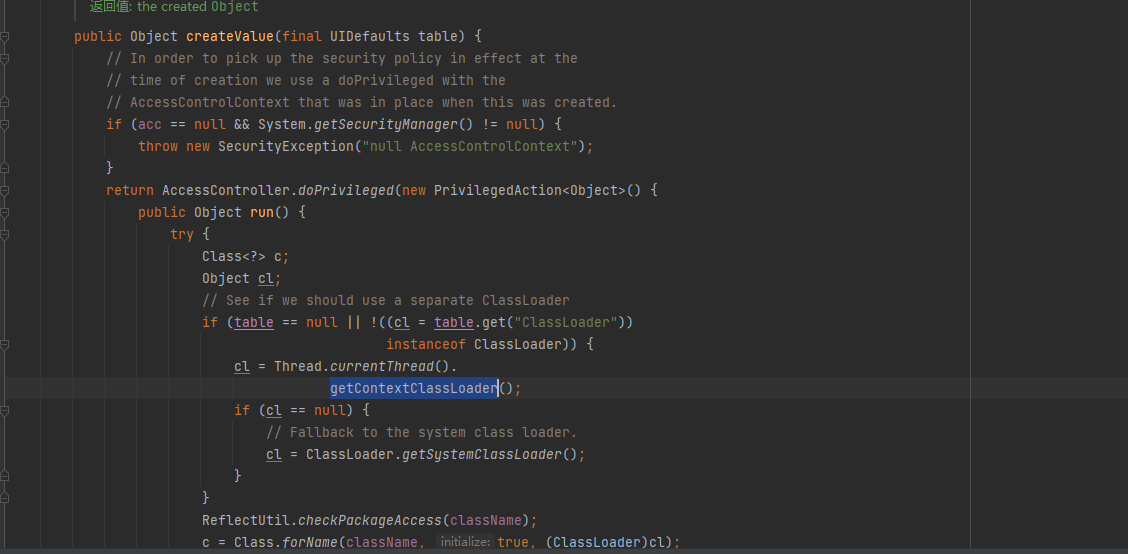 返回值: the created Object
public Object createValue(final UIDefaults table) {
// In order to pick up the security policy in effect at the
// time of creation we use a doPrivileged with the
// AccessControlContext that was in place when this was created.
if (acc == null && System.getSecurityManager() != null) {
throw new SecurityException("null AccessControlContext");
}
return AccessController.doPrivileged(new PrivilegedAction<Object>() {
public Object run() {
try {
Class<?> c;
Object cl;
// See if we should use a separate ClassLoader
if (table == null || !((cl = table.get("ClassLoader"))
instanceof ClassLoader)) {
cl = Thread.currentThread().
getContextClassLoader();
if (cl == null) {
// Fallback to the system class loader.
cl = ClassLoader.getSystemClassLoader();
}
}
ReflectUtil.checkPackageAccess(className);
c = Class.forName(className, initialize: true, (ClassLoader)cl);